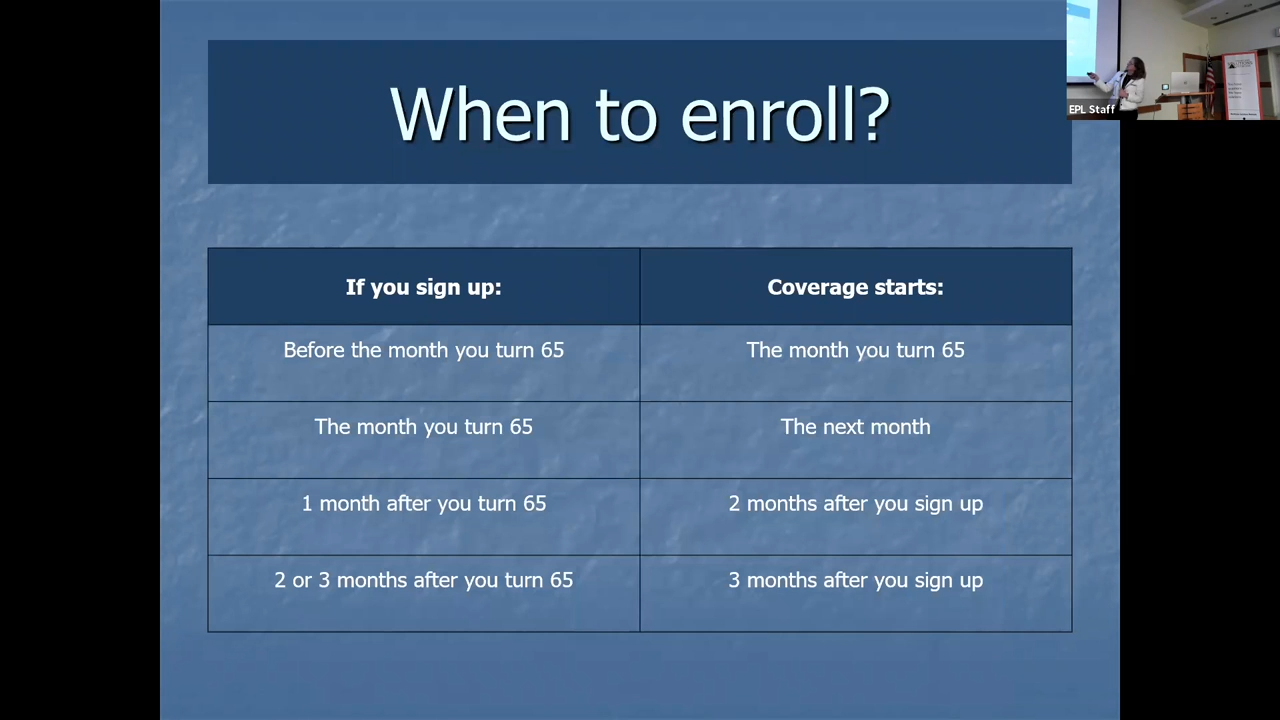 When to enroll?
EPL Staff
If you sign up:
Coverage starts:
Before the month you turn 65
The month you turn 65
The month you turn 65
The next month
1 month after you turn 65
2 months after you sign up
2 or 3 months after you turn 65
3 months after you sign up